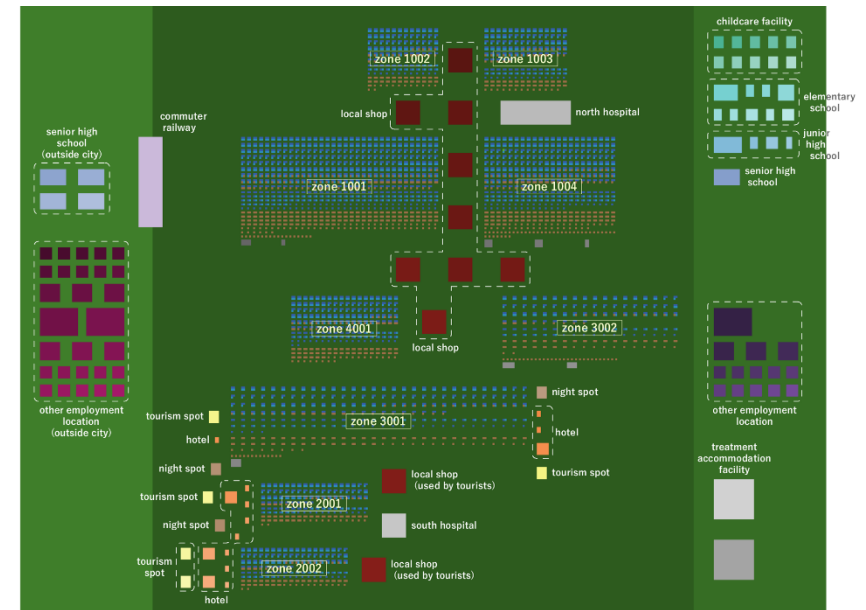 childcare facility
zone 1002
zone 1003
local shop
north hospital
elementary
school
commuter
railway
senior high
school
(outside city)
junior
high
school
senior high
school
zone 1001
zone 1004
zone 4001
zone 3002
local shop
other employment
location
(outside city)
other employment
location
night spot
tourism spot
zone 3001
hotel
hotel
treatment
accommodation
facility
night spot
tourism spot
local shop
(used by tourists)
tourism spot
zone 2001
night spot
south hospital
tourism
spot
zone 2002
local shop
(used by tourists)
hotel